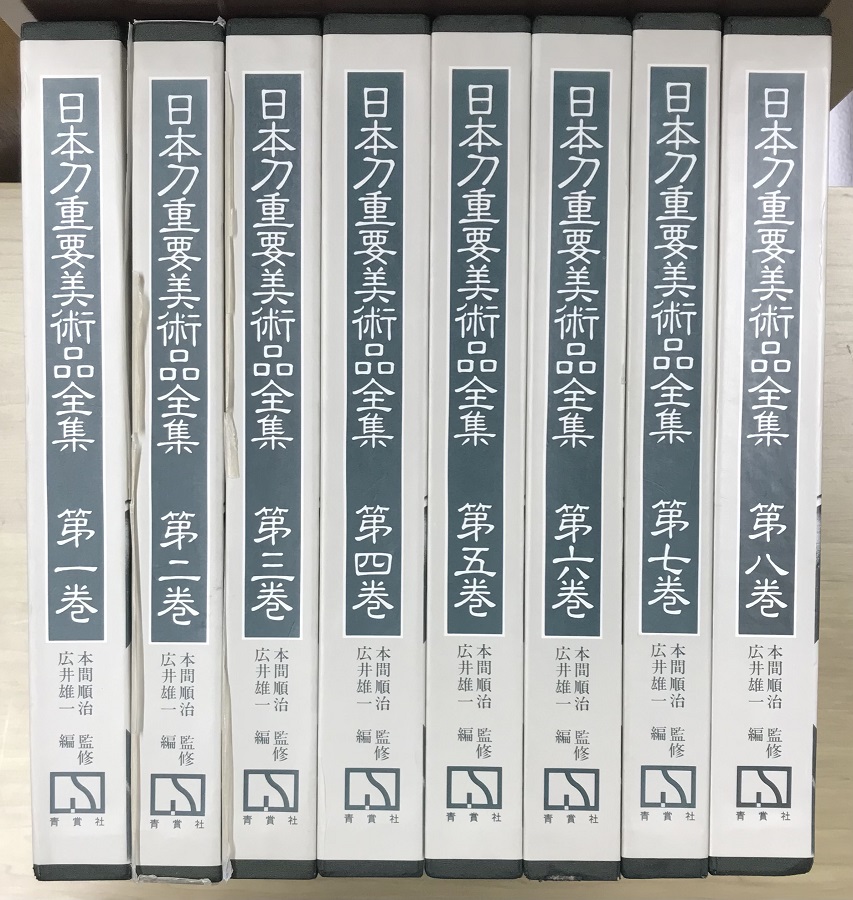 日本刀重要美術品全集 第一巻
本間順治 監修
広井雄一 編
青賞社
日本刀重要美術品全集 第二巻
本間順治 監修
広井雄一 編
青賞社
日本刀重要美術品全集 第三巻
本間順治 監修
広井雄一 編
青賞社
日本刀重要美術品全集 第四巻
本間順治 監修
広井雄一 編
青賞社
日本刀重要美術品全集 第五巻
本間順治 監修
広井雄一 編
青賞社
日本刀重要美術品全集 第六巻
本間順治 監修
広井雄一 編
青賞社
日本刀重要美術品全集 第七巻
本間順治 監修
広井雄一 編
青賞社
日本刀重要美術品全集 第八巻
本間順治 監修
広井雄一 編
青賞社